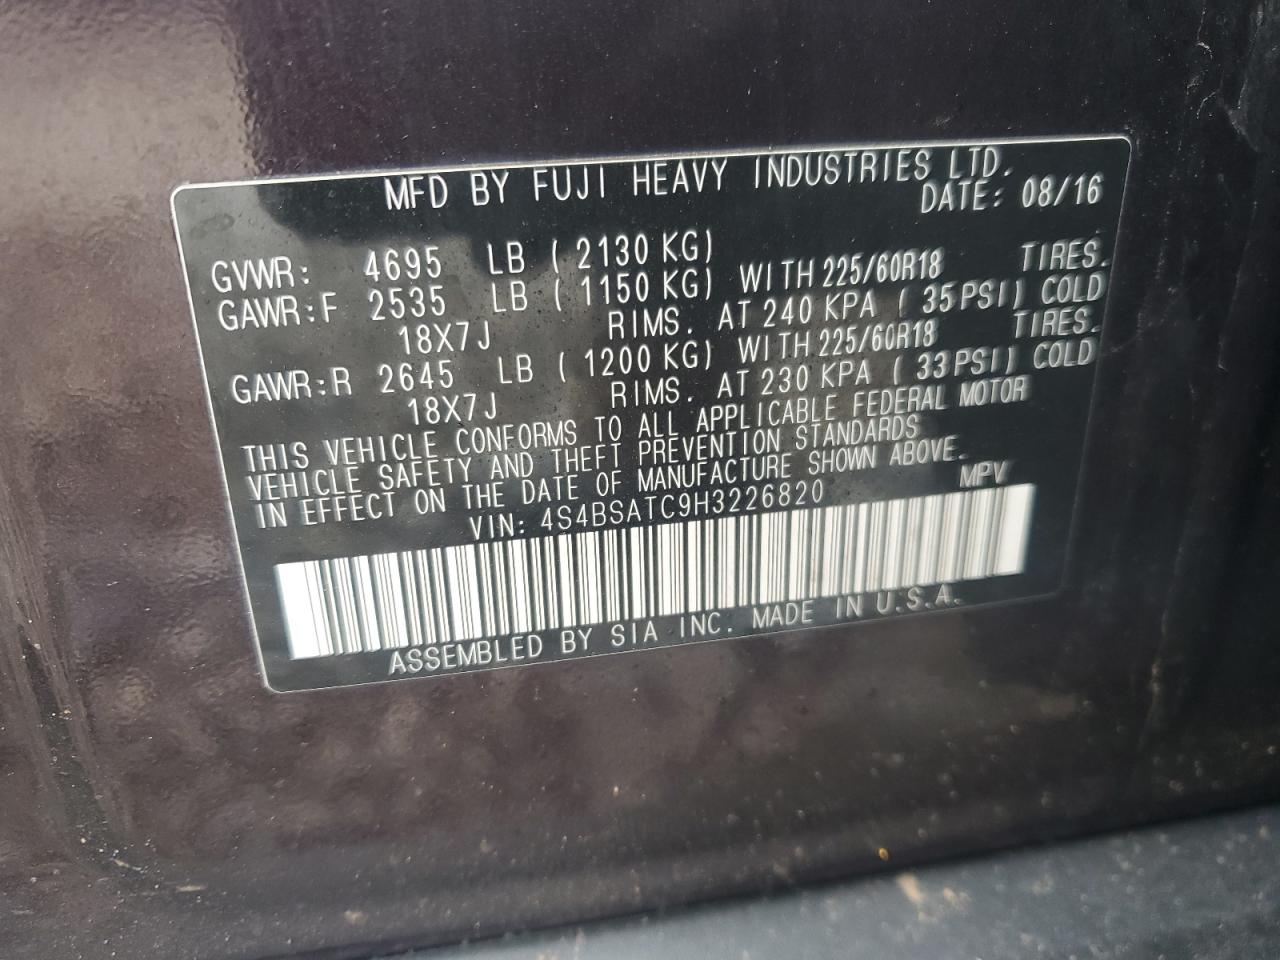 MFD BY FUJI HEAVY INDUSTRIES LTD.
DATE: 08/16
GVWR: 4695 LB ( 2130 KG)
GAWR:F 2535 LB ( 1150 KG) WITH 225/60R18 TIRES.
18X7J RIMS. AT 240 KPA ( 35PSI) COLD
GAWR:R 2645 LB ( 1200 KG) WITH 225/60R18 TIRES.
18X7J RIMS. AT 230 KPA ( 33PSI) COLD
THIS VEHICLE CONFORMS TO ALL APPLICABLE FEDERAL MOTOR
VEHICLE SAFETY AND THEFT PREVENTION STANDARDS
IN EFFECT ON THE DATE OF MANUFACTURE SHOWN ABOVE.
VIN: 4S4BSATC9H3226820 MPV
ASSEMBLED BY SIA INC. MADE IN U.S.A.